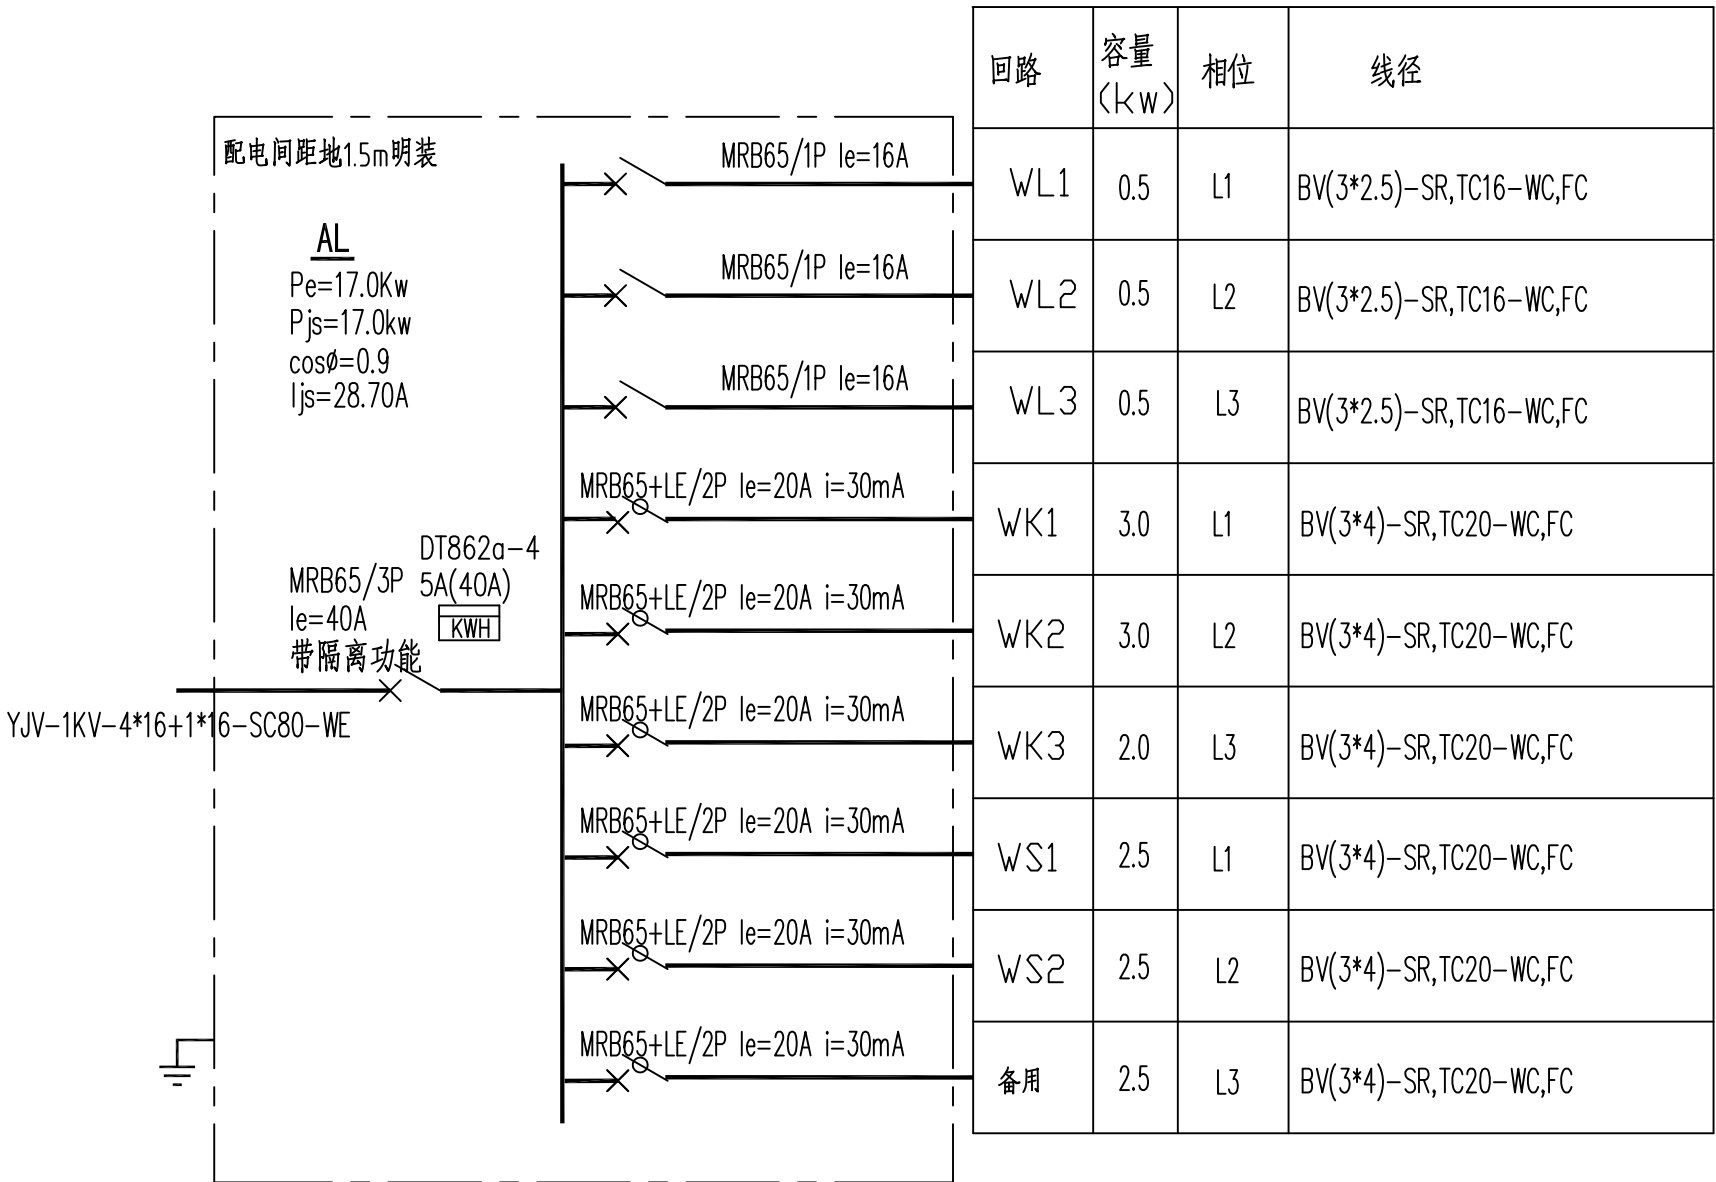 配电间距地1.5m明装
AL
Pe=17.0Kw
Pjs=17.0kw
cosø=0.9
Ijs=28.70A
MRB65/3P
Ie=40A
带隔离功能
DT862a-4
5A(40A)
KWH
YJV-1KV-4*16+1*16-SC80-WE
MRB65/1P Ie=16A
MRB65/1P Ie=16A
MRB65/1P Ie=16A
MRB65+LE/2P Ie=20A i=30mA
MRB65+LE/2P Ie=20A i=30mA
MRB65+LE/2P Ie=20A i=30mA
MRB65+LE/2P Ie=20A i=30mA
MRB65+LE/2P Ie=20A i=30mA
MRB65+LE/2P Ie=20A i=30mA
回路 容量(kw) 相位 线径
WL1 0.5 L1 BV(3*2.5)-SR,TC16-WC,FC
WL2 0.5 L2 BV(3*2.5)-SR,TC16-WC,FC
WL3 0.5 L3 BV(3*2.5)-SR,TC16-WC,FC
WK1 3.0 L1 BV(3*4)-SR,TC20-WC,FC
WK2 3.0 L2 BV(3*4)-SR,TC20-WC,FC
WK3 2.0 L3 BV(3*4)-SR,TC20-WC,FC
WS1 2.5 L1 BV(3*4)-SR,TC20-WC,FC
WS2 2.5 L2 BV(3*4)-SR,TC20-WC,FC
备用 2.5 L3 BV(3*4)-SR,TC20-WC,FC